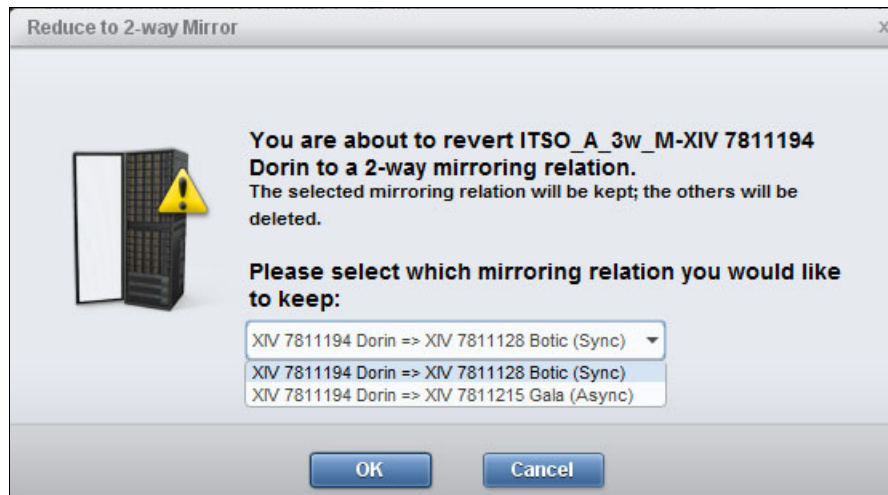 Reduce to 2-way Mirror
x
You are about to revert ITSO_A_3w_M-XIV 7811194
Dorin to a 2-way mirroring relation.
The selected mirroring relation will be kept; the others will be
deleted.
Please select which mirroring relation you would like
to keep:
XIV 7811194 Dorin => XIV 7811128 Botic (Sync)
XIV 7811194 Dorin => XIV 7811128 Botic (Sync)
XIV 7811194 Dorin => XIV 7811215 Gala (Async)
OK Cancel